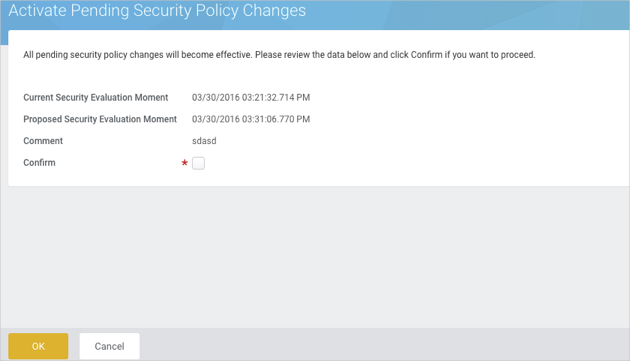 Activate Pending Security Policy Changes
All pending security policy changes will become effective. Please review the data below and click Confirm if you want to proceed.
Current Security Evaluation Moment 03/30/2016 03:21:32.714 PM
Proposed Security Evaluation Moment 03/30/2016 03:31:06.770 PM
Comment sdasd
Confirm *
OK Cancel